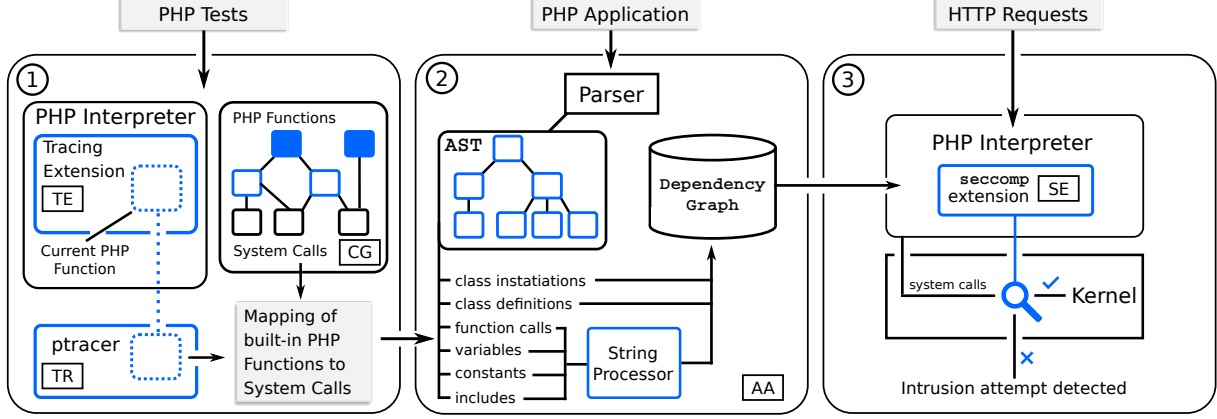 PHP Tests
PHP Application
HTTP Requests
1
PHP Interpreter
Tracing
Extension
TE
Current PHP
Function
PHP Functions
System Calls
CG
ptracer
TR
Mapping of
built-in PHP
Functions to
System Calls
2
Parser
AST
Dependency
Graph
class instatiations
class definitions
function calls
variables
constants
includes
String
Processor
AA
3
PHP Interpreter
seccomp
extension
SE
system calls
Kernel
Intrusion attempt detected